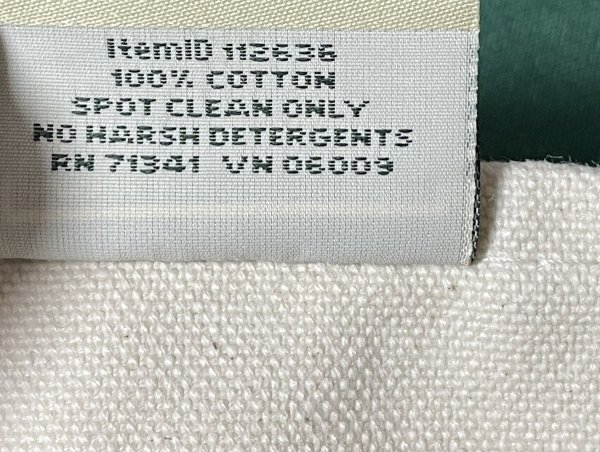 ItemID 112636
100% COTTON
SPOT CLEAN ONLY
NO HARSH DETERGENTS
RN 71341 VN 06009